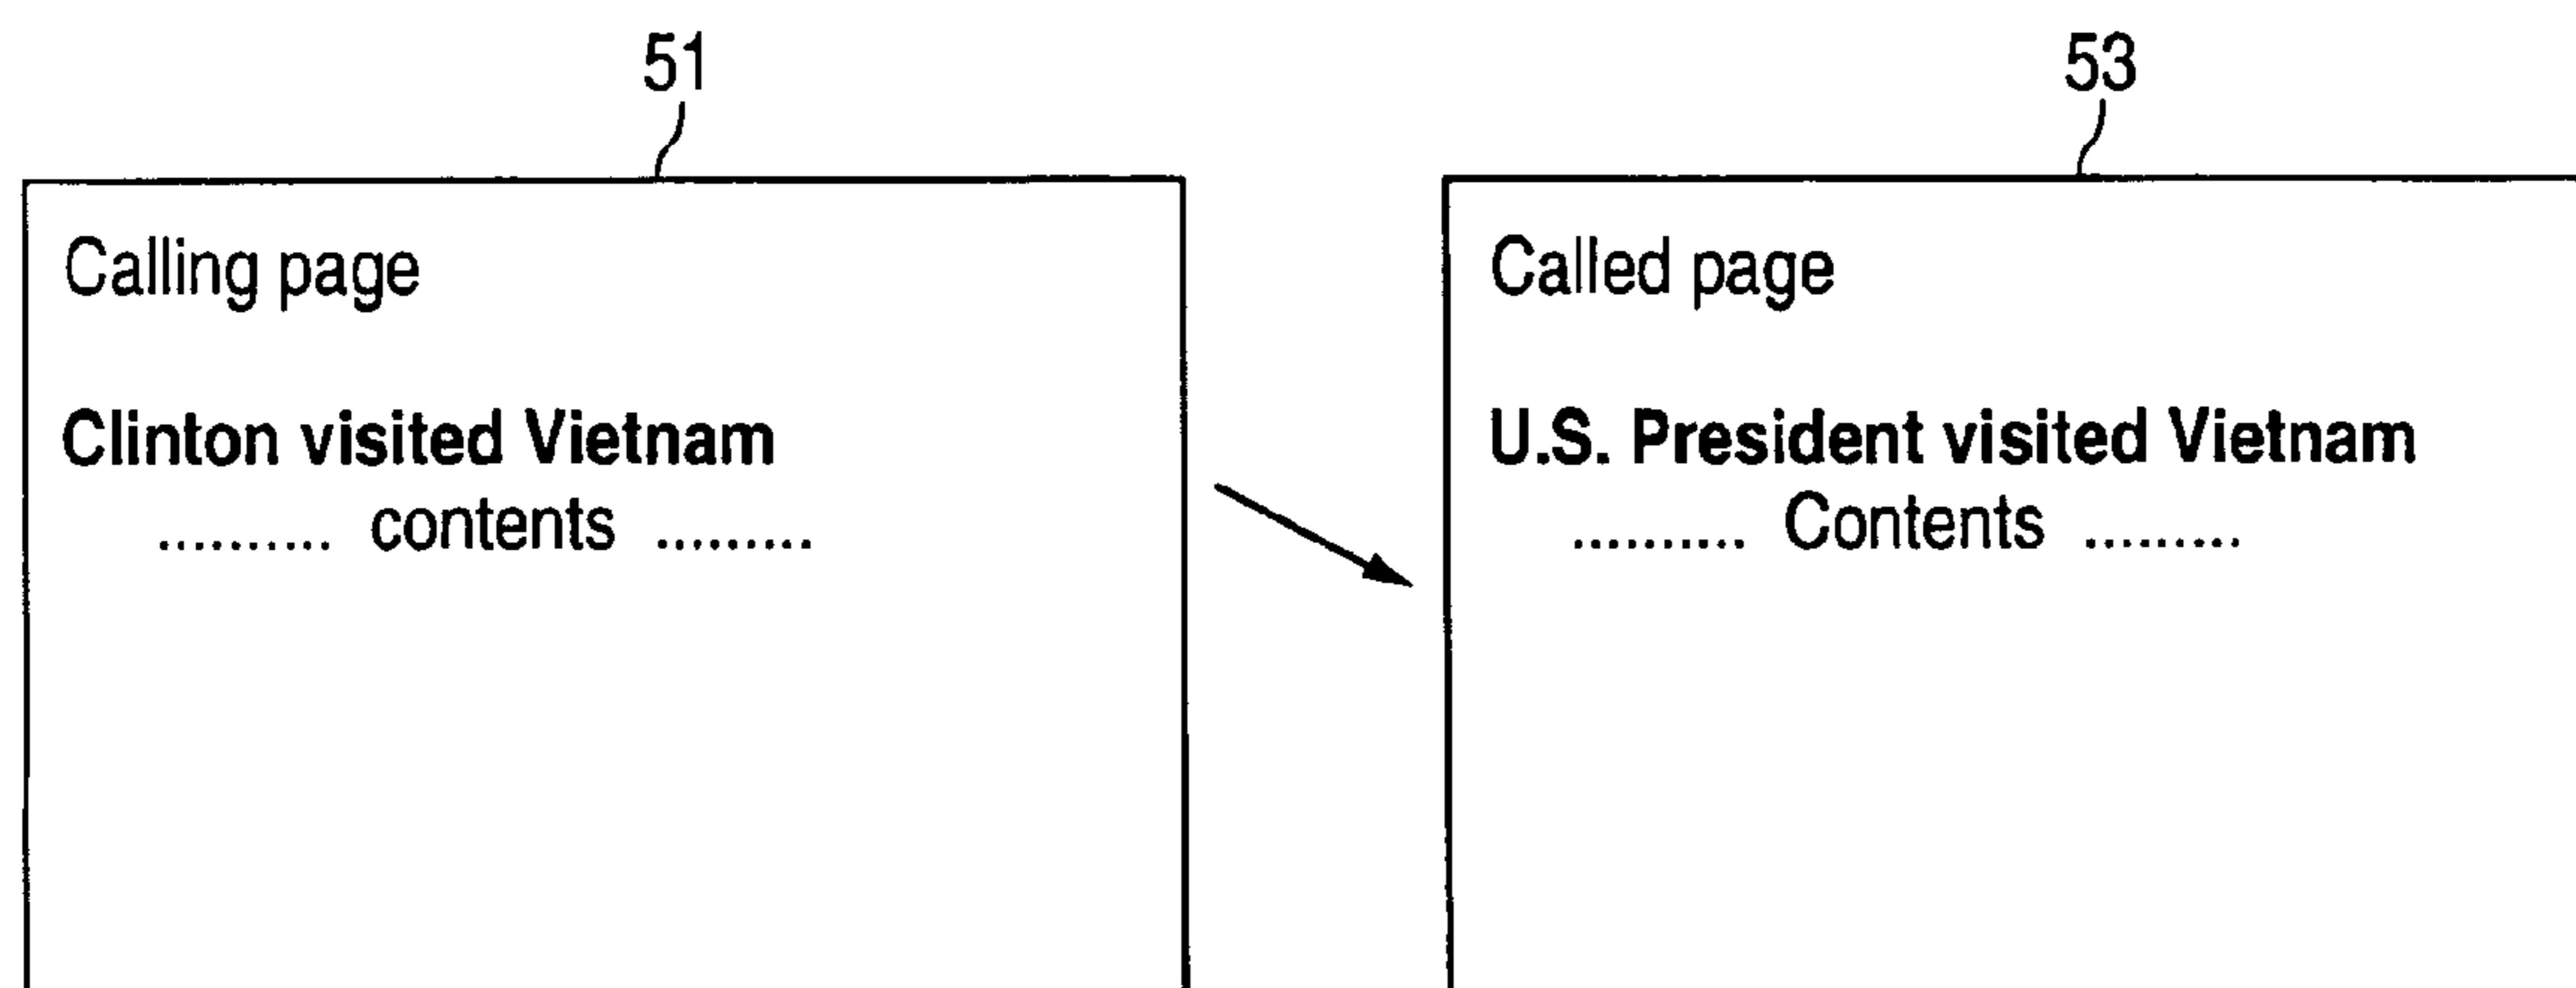 51
Calling page
Clinton visited Vietnam
.......... contents .........
53
Called page
U.S. President visited Vietnam
.......... Contents .........